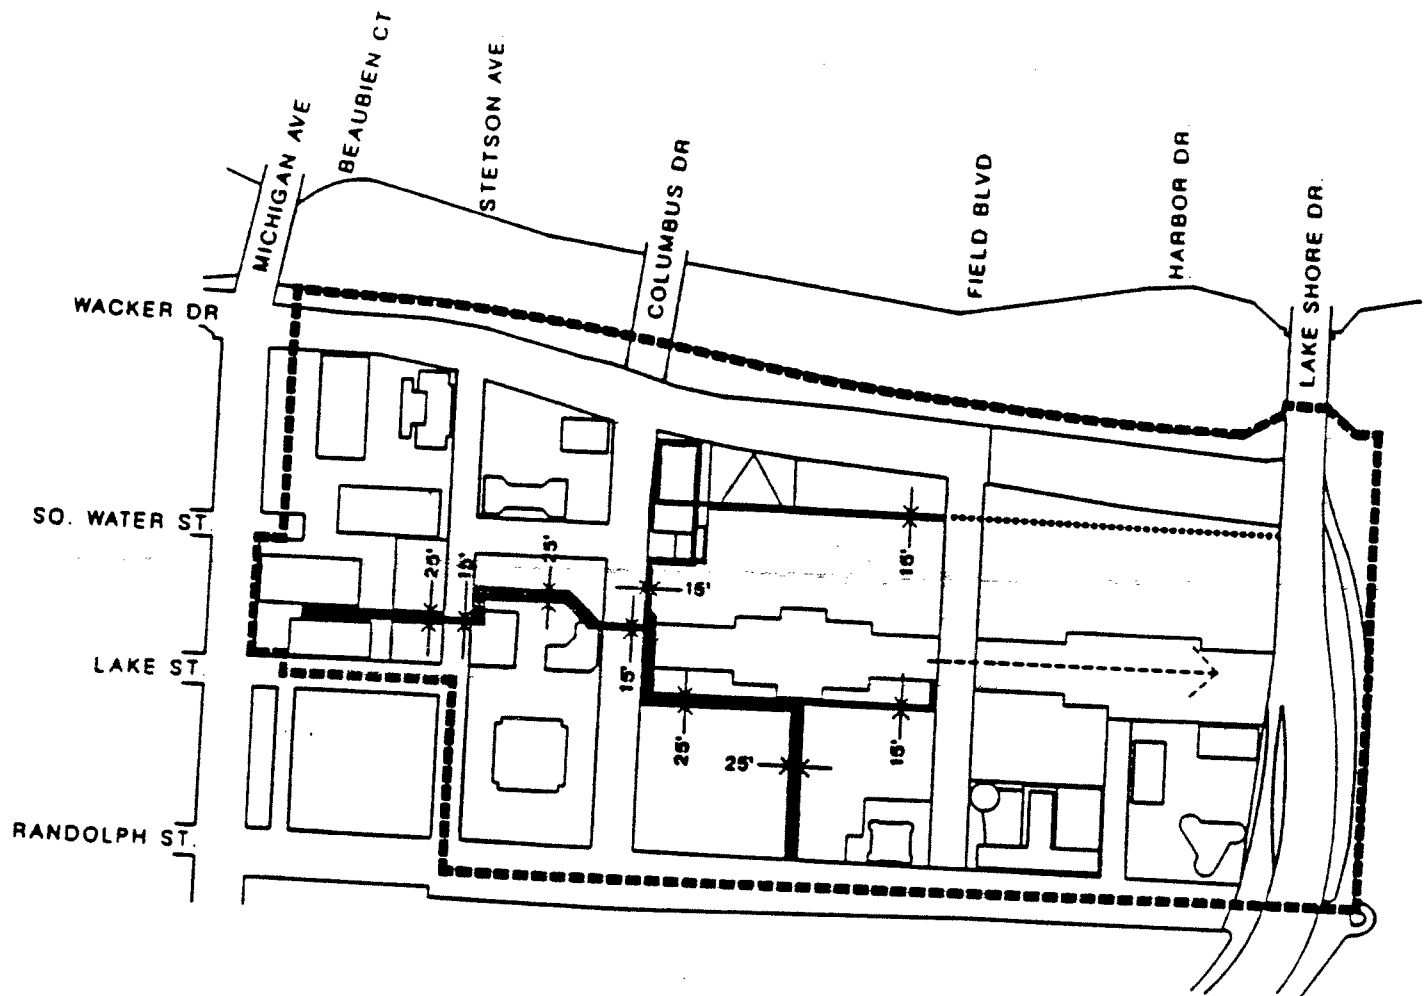 MICHIGAN AVE
BEAUBIEN CT
STETSON AVE.
COLUMBUS DR
FIELD BLVD
HARBOR DR.
LAKE SHORE DR.
WACKER DR
SO. WATER ST.
25'
15'
25'
15'
15'
LAKE ST.
15'
25'
25'
15'
RANDOLPH ST.